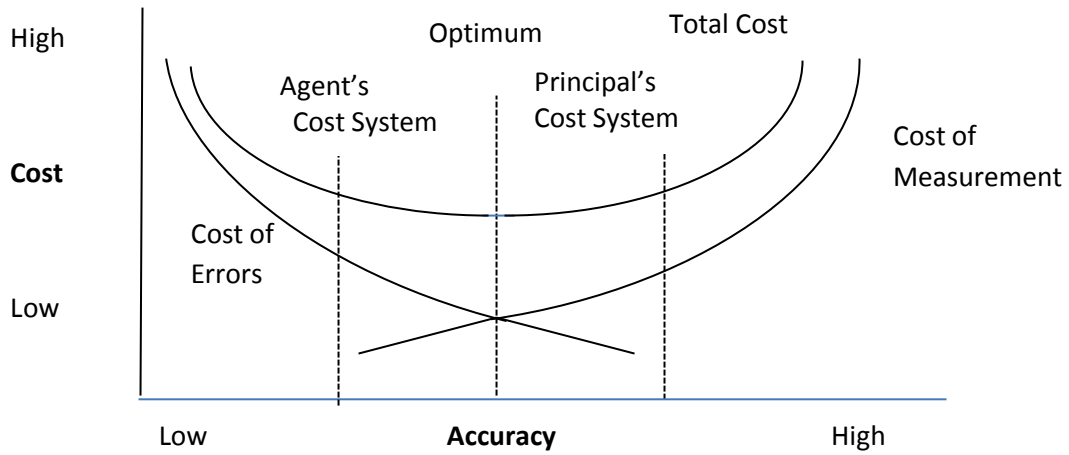 High
Optimum
Total Cost
Agent’s
Cost System
Principal’s
Cost System
Cost
Cost of
Measurement
Cost of
Errors
Low
Low
Accuracy
High